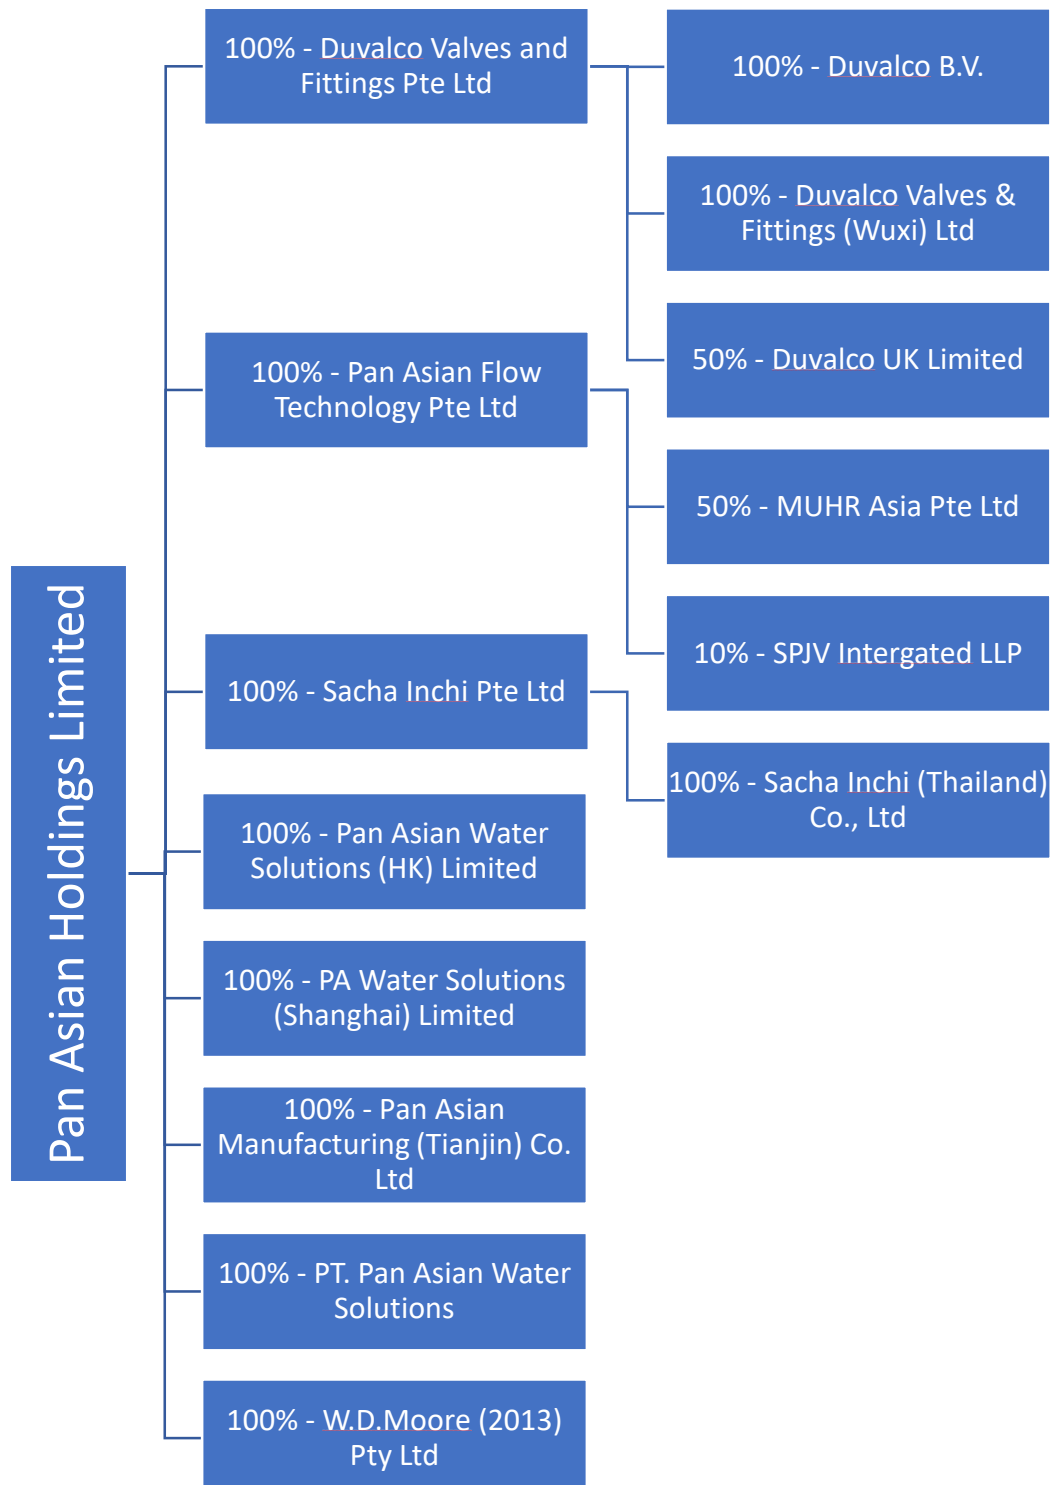 Pan Asian Holdings Limited
100% - Duvalco Valves and
Fittings Pte Ltd
100% - Duvalco B.V.
100% - Duvalco Valves &
Fittings (Wuxi) Ltd
50% - Duvalco UK Limited
100% - Pan Asian Flow
Technology Pte Ltd
50% - MUHR Asia Pte Ltd
10% - SPJV Intergated LLP
100% - Sacha Inchi Pte Ltd
100% - Sacha Inchi (Thailand)
Co., Ltd
100% - Pan Asian Water
Solutions (HK) Limited
100% - PA Water Solutions
(Shanghai) Limited
100% - Pan Asian
Manufacturing (Tianjin) Co.
Ltd
100% - PT. Pan Asian Water
Solutions
100% - W.D.Moore (2013)
Pty Ltd